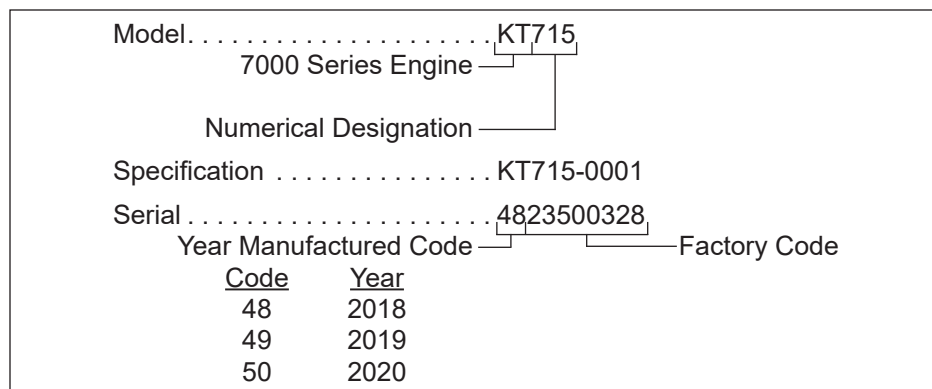 Model. . . . . . . . . . . . . . . . . . . . . KT715
7000 Series Engine
Numerical Designation
Specification . . . . . . . . . . . . . . . KT715-0001
Serial . . . . . . . . . . . . . . . . . . . . . 4823500328
Year Manufactured Code Factory Code
Code Year
48 2018
49 2019
50 2020